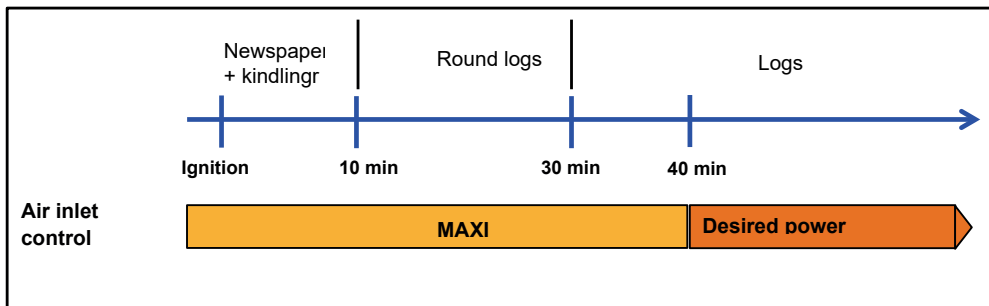 Newspaper
+ kindlingr
Round logs
Logs
Ignition
10 min
30 min
40 min
Air inlet
control
MAXI
Desired power